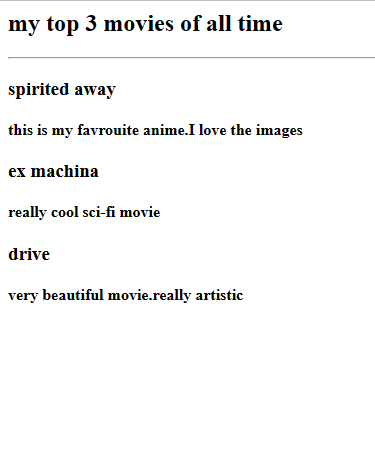 my top 3 movies of all time
spirited away
this is my favrouite anime.I love the images
ex machina
really cool sci-fi movie
drive
very beautiful movie.really artistic